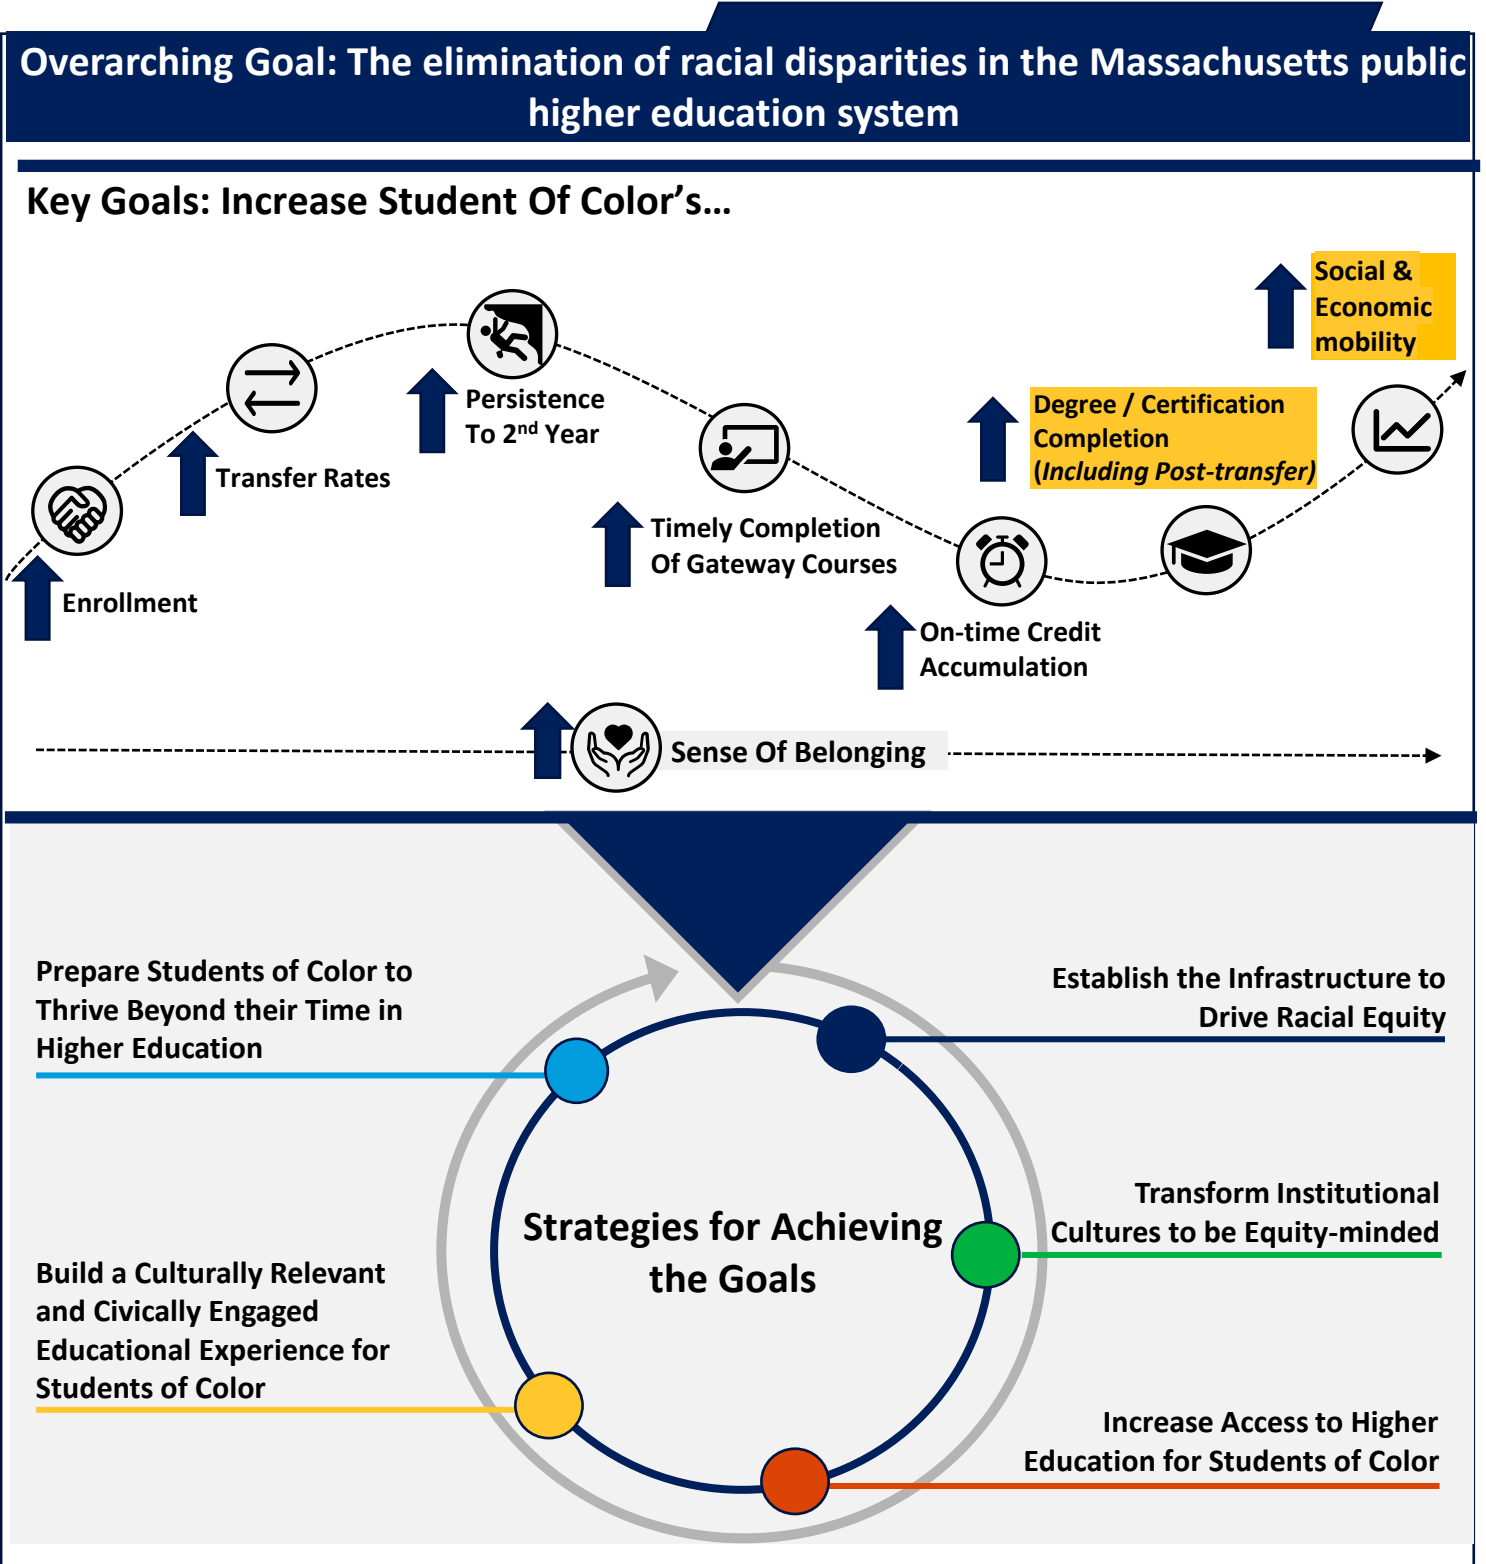 Overarching Goal: The elimination of racial disparities in the Massachusetts public
higher education system
Key Goals: Increase Student Of Color's…
Social &
Economic
mobility
Persistence
To 2nd Year
Degree / Certification
Completion
(Including Post-transfer)
Transfer Rates
Timely Completion
Of Gateway Courses
Enrollment
On-time Credit
Accumulation
Sense Of Belonging
Prepare Students of Color to
Thrive Beyond their Time in
Higher Education
Establish the Infrastructure to
Drive Racial Equity
Strategies for Achieving
the Goals
Transform Institutional
Cultures to be Equity-minded
Build a Culturally Relevant
and Civically Engaged
Educational Experience for
Students of Color
Increase Access to Higher
Education for Students of Color